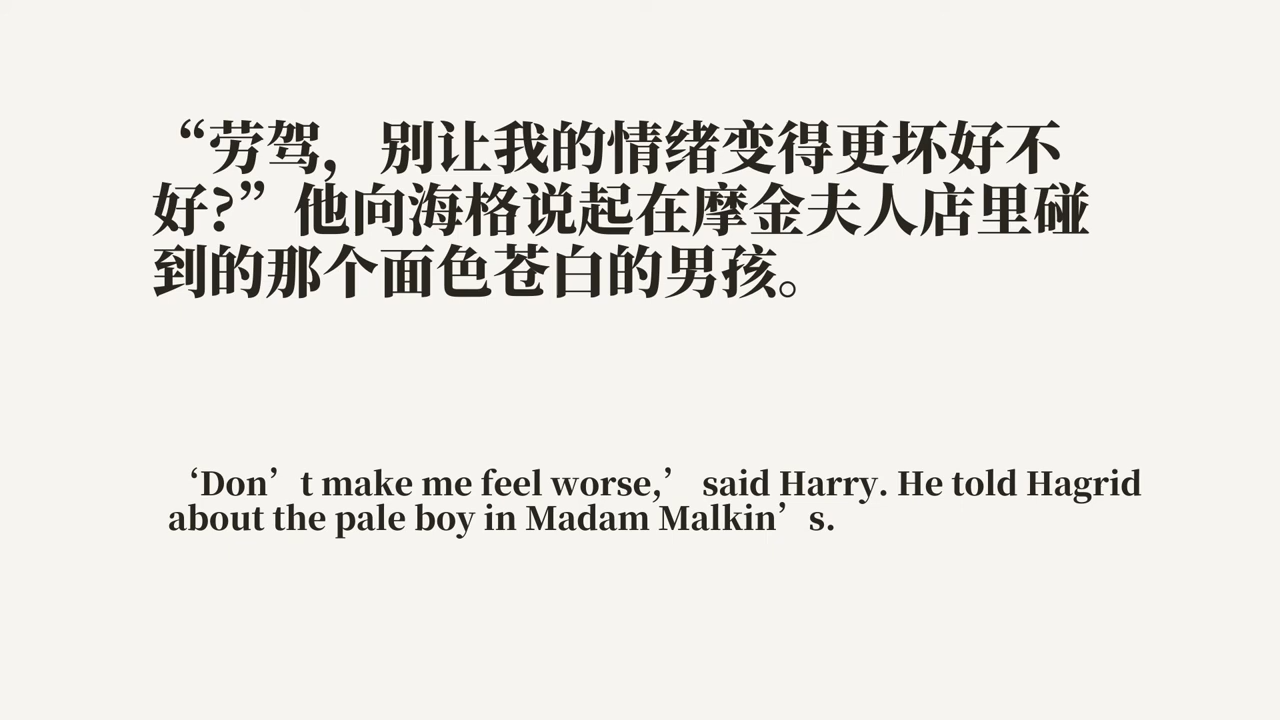 “劳驾，别让我的情绪变得更坏好不
好?”他向海格说起在摩金夫人店里碰
到的那个面色苍白的男孩。
‘Don’t make me feel worse,’ said Harry. He told Hagrid
about the pale boy in Madam Malkin’s.